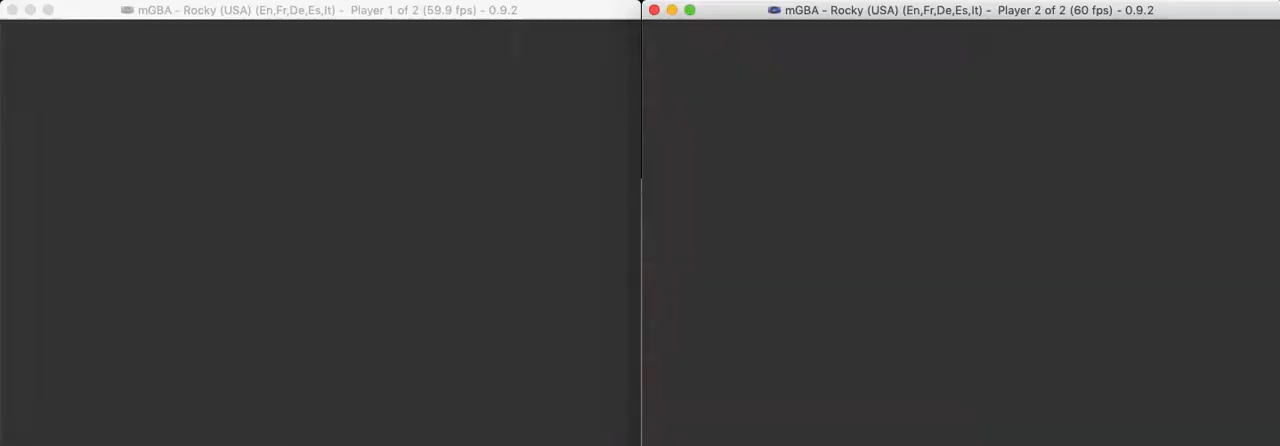 mGBA - Rocky (USA) (En,Fr,De,Es,It) - Player 1 of 2 (59.9 fps) - 0.9.2
mGBA - Rocky (USA) (En,Fr,De,Es,It) - Player 2 of 2 (60 fps) - 0.9.2